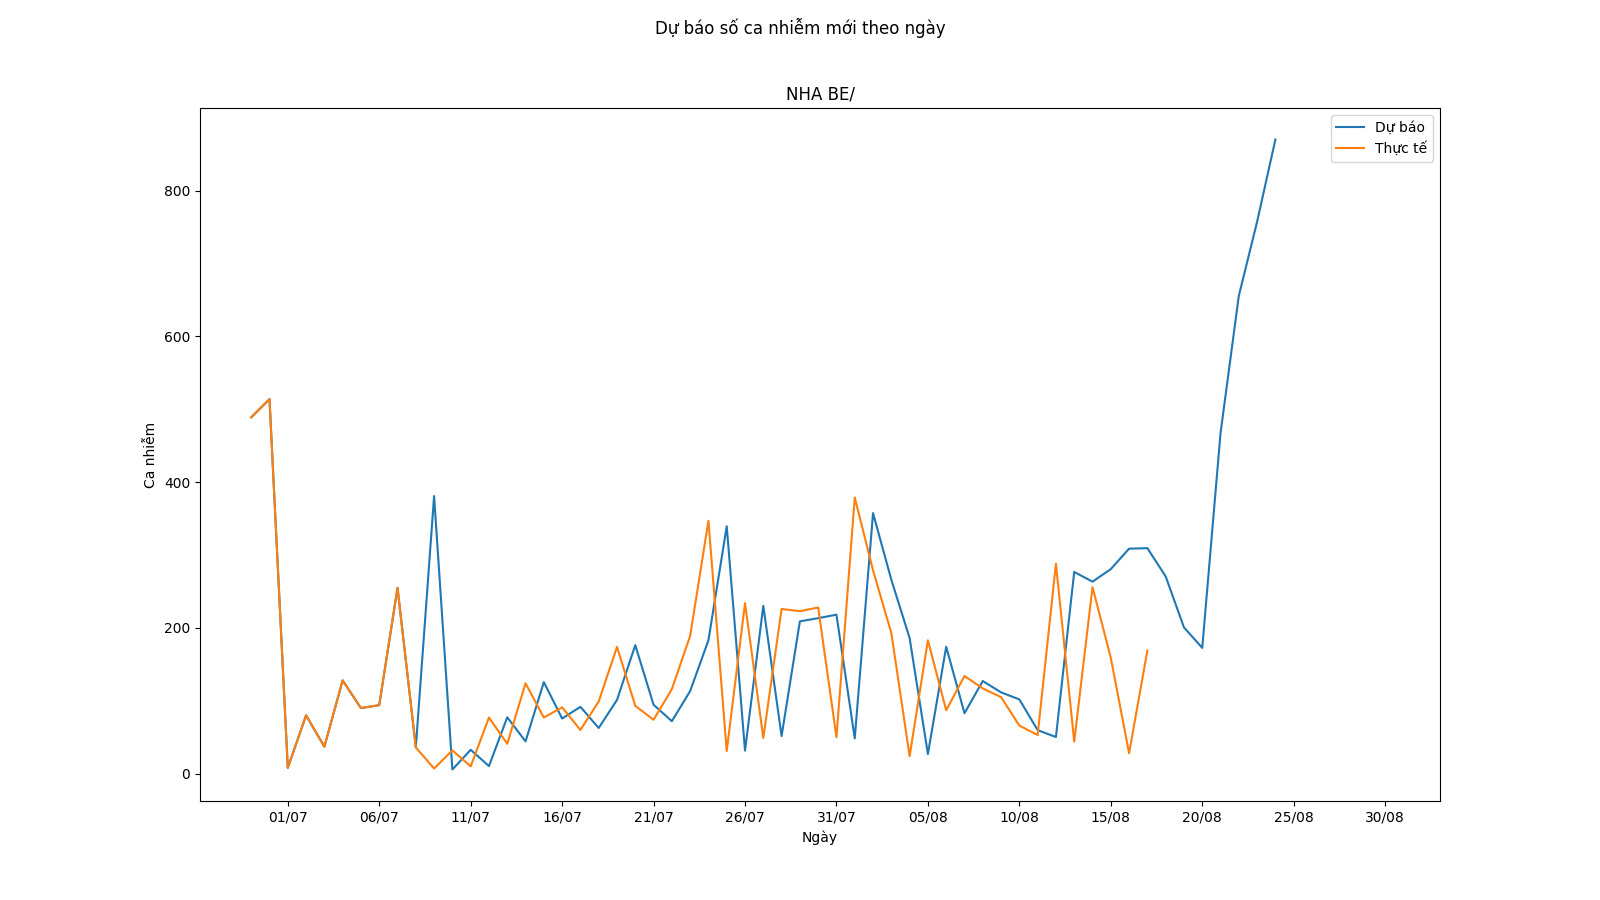 Dự báo số ca nhiễm mới theo ngày
NHA BE/
Dự báo
Thực tế
Ca nhiễm
800
600
400
200
0
01/07 06/07 11/07 16/07 21/07 26/07 31/07 05/08 10/08 15/08 20/08 25/08 30/08
Ngày